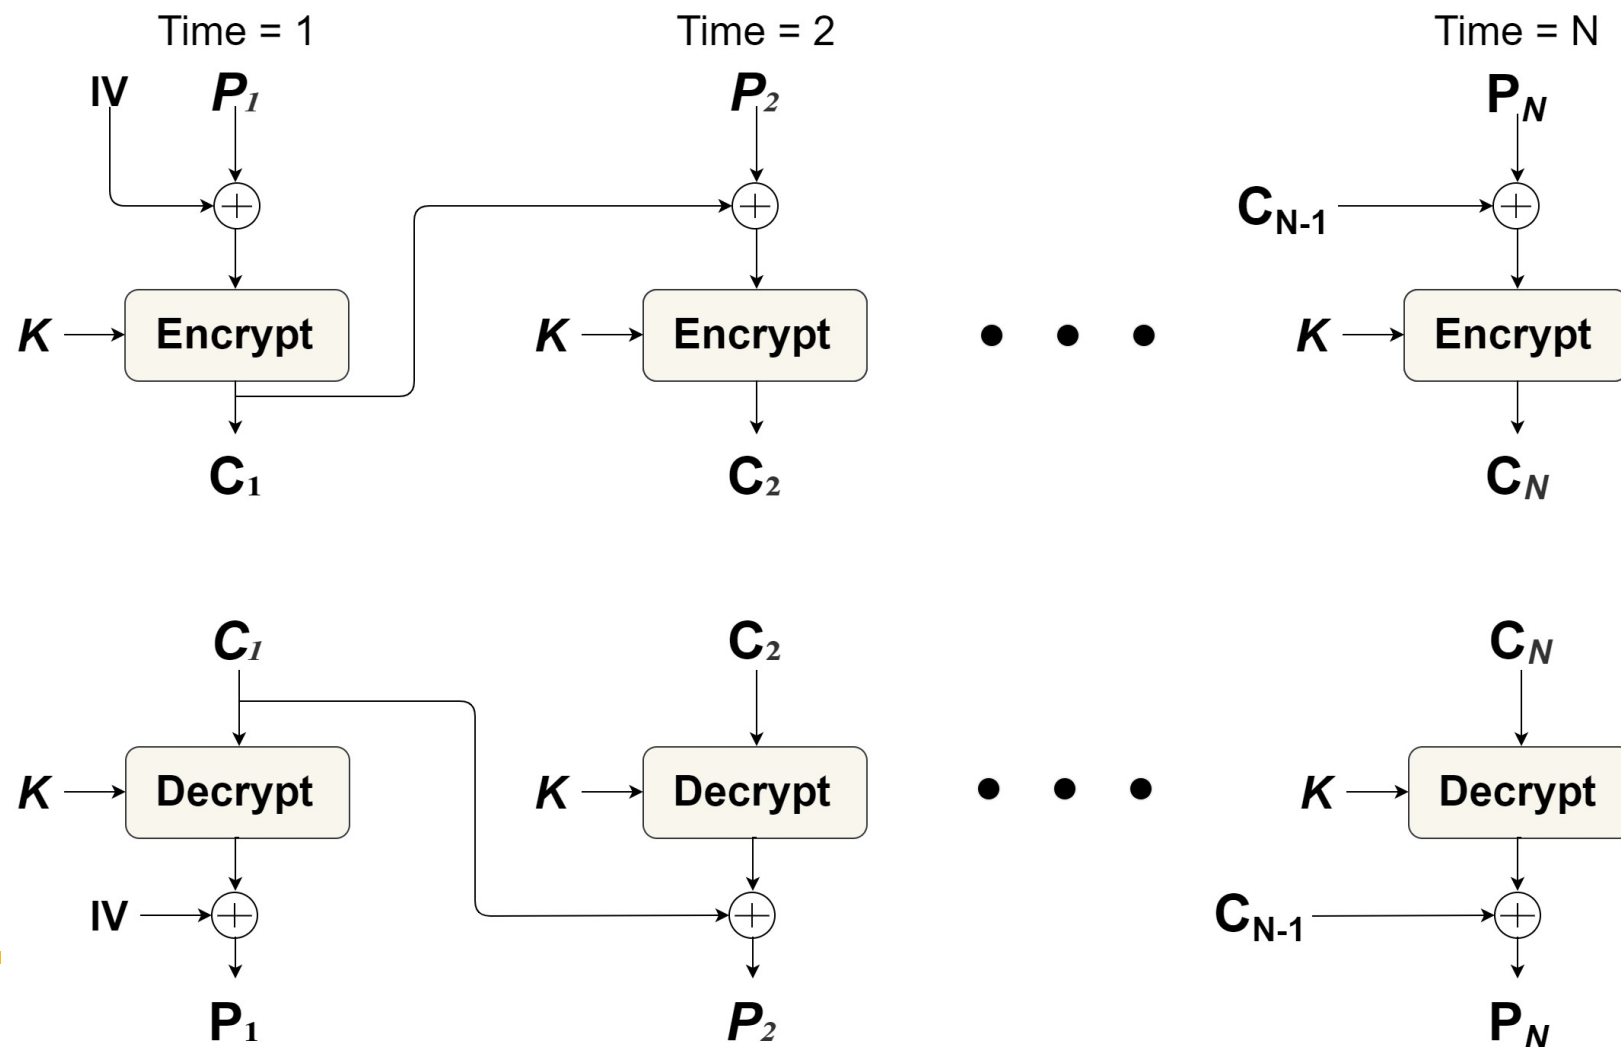 Time = 1 Time = 2 Time = N
IV P1 P2 PN
CN-1
K Encrypt K Encrypt K Encrypt
C1 C2 CN
C1 C2 CN
K Decrypt K Decrypt K Decrypt
IV CN-1
P1 P2 PN